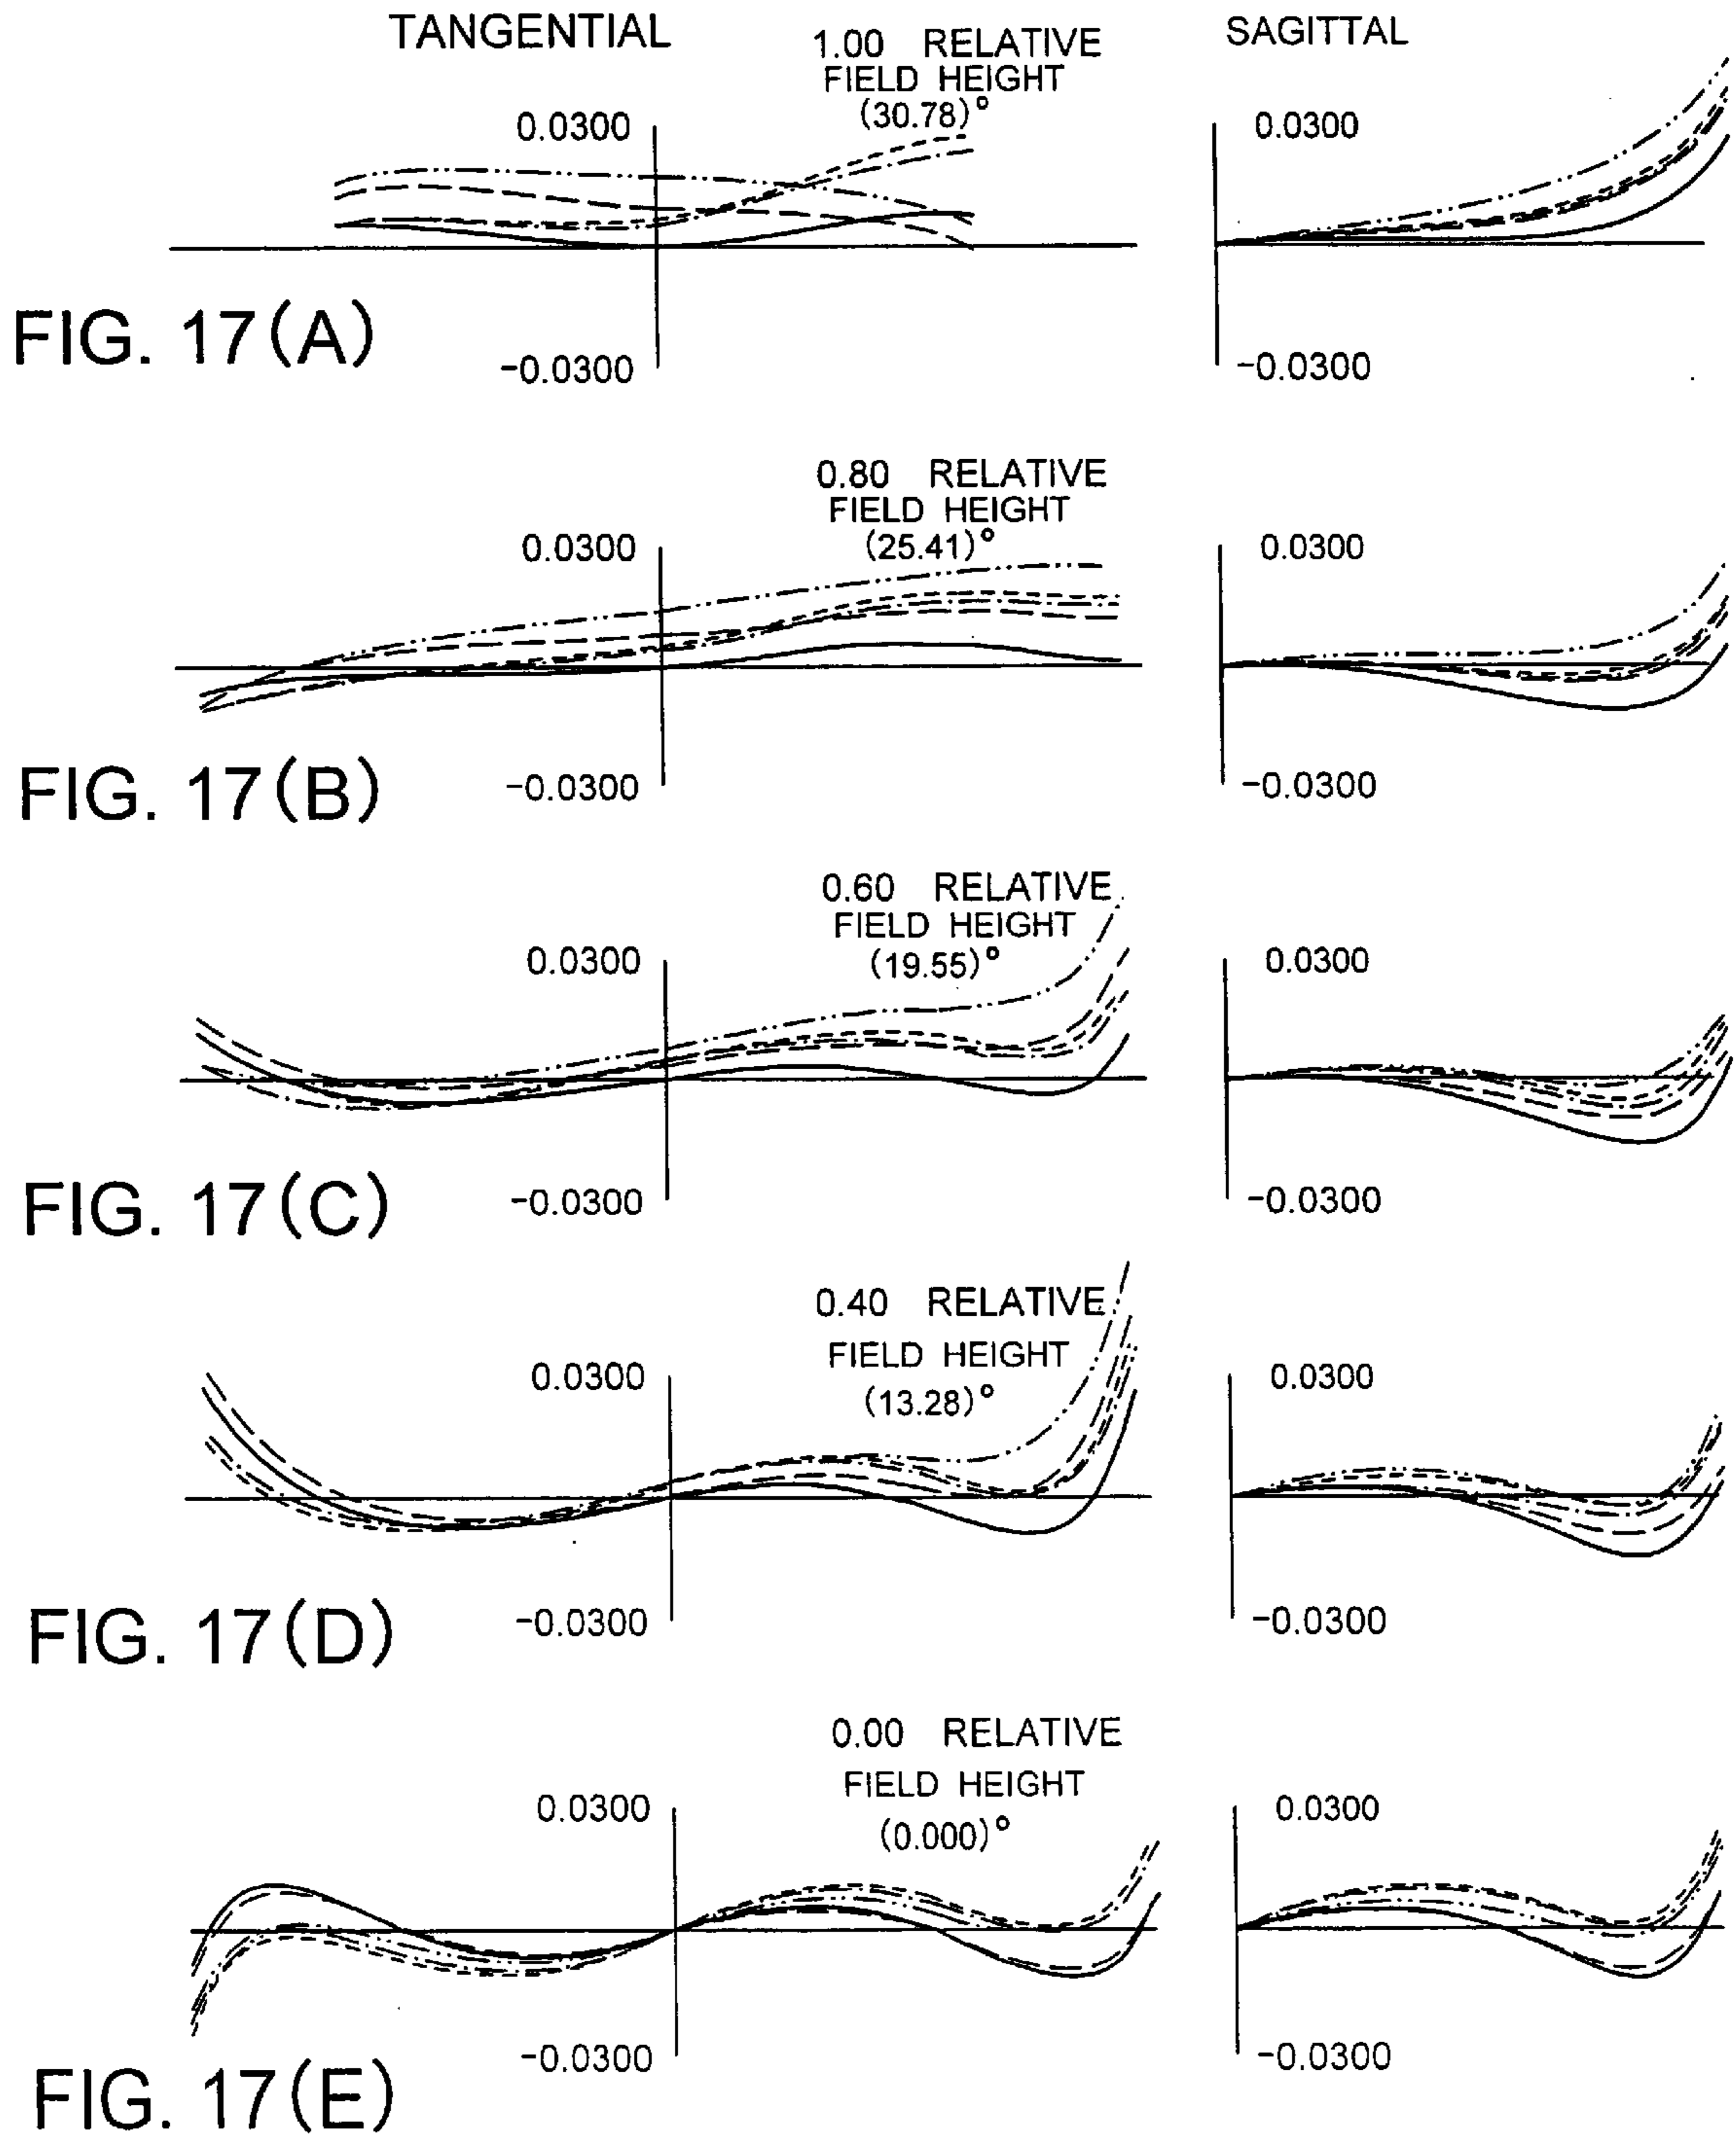 TANGENTIAL
SAGITTAL
1.00 RELATIVE
FIELD HEIGHT
(30.78)°
0.0300
0.0300
FIG. 17(A)
-0.0300
-0.0300
0.80 RELATIVE
FIELD HEIGHT
(25.41)°
0.0300
0.0300
FIG. 17(B)
-0.0300
-0.0300
0.60 RELATIVE
FIELD HEIGHT
(19.55)°
0.0300
0.0300
FIG. 17(C)
-0.0300
-0.0300
0.40 RELATIVE
FIELD HEIGHT
(13.28)°
0.0300
0.0300
FIG. 17(D)
-0.0300
-0.0300
0.00 RELATIVE
FIELD HEIGHT
(0.000)°
0.0300
0.0300
FIG. 17(E)
-0.0300
-0.0300